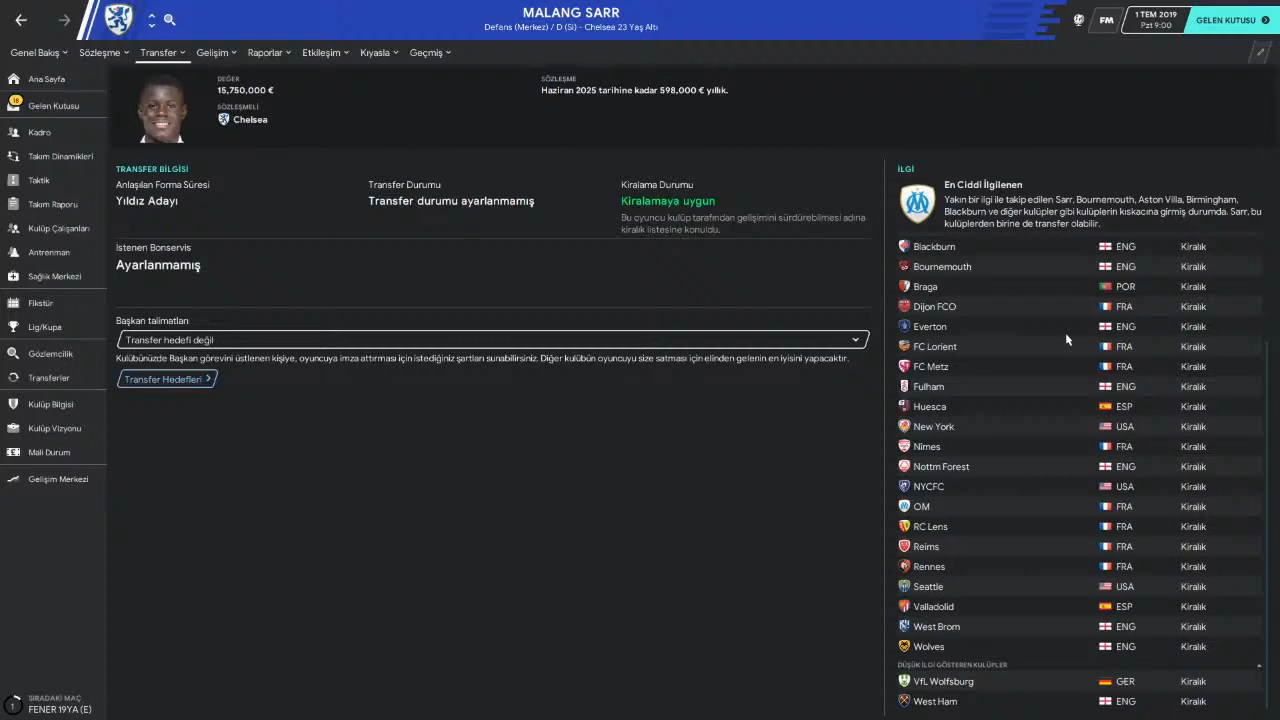 MALANG SARR
Defans (Merkez) / D (Sl) - Chelsea 23 Yaş Altı
FM
1 TEM 2019
Pzt 9:00
GELEN KUTUSU
Genel Bakış
Sözleşme
Transfer
Gelişim
Raporlar
Etkileşim
Kıyasla
Geçmiş
Ana Sayfa
18
Gelen Kutusu
Kadro
Takım Dinamikleri
Taktik
Takım Raporu
Kulüp Çalışanları
Antrenman
Sağlık Merkezi
Fikstür
Lig/Kupa
Gözlemcilik
Transferler
Kulüp Bilgisi
Kulüp Vizyonu
Mali Durum
Gelişim Merkezi
1
SIRADAKİ MAÇ
FENER 19YA (E)
DEĞER
15,750,000 €
SÖZLEŞMELİ
Chelsea
SÖZLEŞME
Haziran 2025 tarihine kadar 598,000 € yıllık.
TRANSFER BİLGİSİ
Anlaşılan Forma Süresi
Yıldız Adayı
Transfer Durumu
Transfer durumu ayarlanmamış
Kiralama Durumu
Kiralamaya uygun
Bu oyuncu kulüp tarafından gelişimini sürdürebilmesi adına
kiralık listesine konuldu.
İstenen Bonservis
Ayarlanmamış
Başkan talimatları
Transfer hedefi değil
Kulübünüzde Başkan görevini üstlenen kişiye, oyuncuya imza attırması için istediğiniz şartları sunabilirsiniz. Diğer kulübün oyuncuyu size satması için elinden gelenin en iyisini yapacaktır.
Transfer Hedefleri
İLGİ
En Ciddi İlgilenen
Yakın bir ilgi ile takip edilen Sarr, Bournemouth, Aston Villa, Birmingham,
Blackburn ve diğer kulüpler gibi kulüplerin kıskacına girmiş durumda. Sarr, bu
kulüplerden birine de transfer olabilir.
Blackburn ENG Kiralık
Bournemouth ENG Kiralık
Braga POR Kiralık
Dijon FCO FRA Kiralık
Everton ENG Kiralık
FC Lorient FRA Kiralık
FC Metz FRA Kiralık
Fulham ENG Kiralık
Huesca ESP Kiralık
New York USA Kiralık
Nîmes FRA Kiralık
Nottm Forest ENG Kiralık
NYCFC USA Kiralık
OM FRA Kiralık
RC Lens FRA Kiralık
Reims FRA Kiralık
Rennes FRA Kiralık
Seattle USA Kiralık
Valladolid ESP Kiralık
West Brom ENG Kiralık
Wolves ENG Kiralık
DÜŞÜK İLGİ GÖSTEREN KULÜPLER
VfL Wolfsburg GER Kiralık
West Ham ENG Kiralık